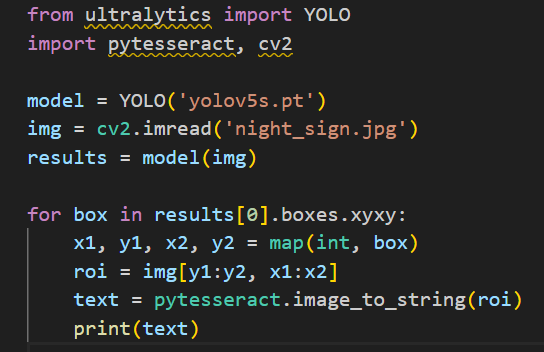 from ultralytics import YOLO
import pytesseract, cv2
model = YOLO('yolov5s.pt')
img = cv2.imread('night_sign.jpg')
results = model(img)
for box in results[0].boxes.xyxy:
    x1, y1, x2, y2 = map(int, box)
    roi = img[y1:y2, x1:x2]
    text = pytesseract.image_to_string(roi)
    print(text)